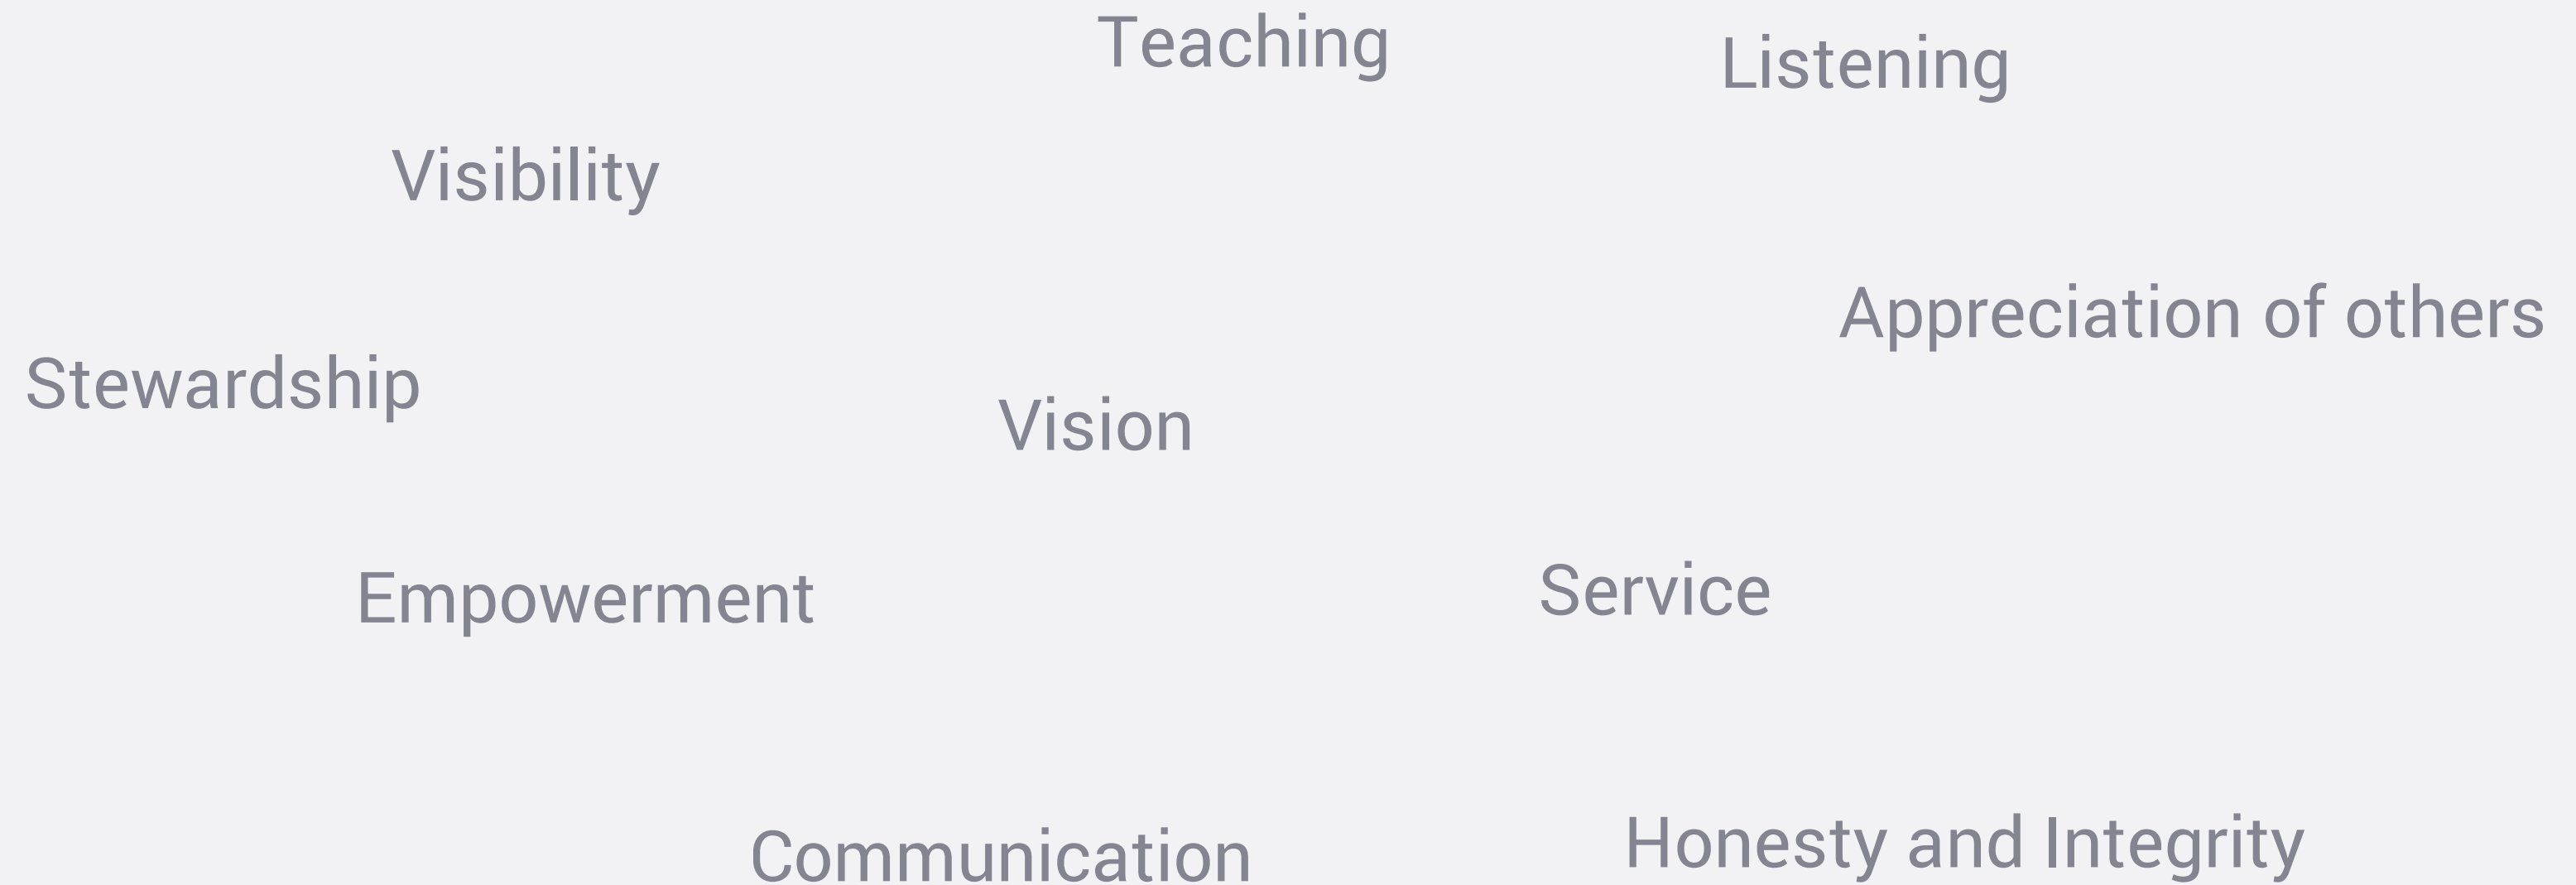 Teaching
Listening
Visibility
Appreciation of others
Stewardship
Vision
Empowerment
Service
Communication
Honesty and Integrity